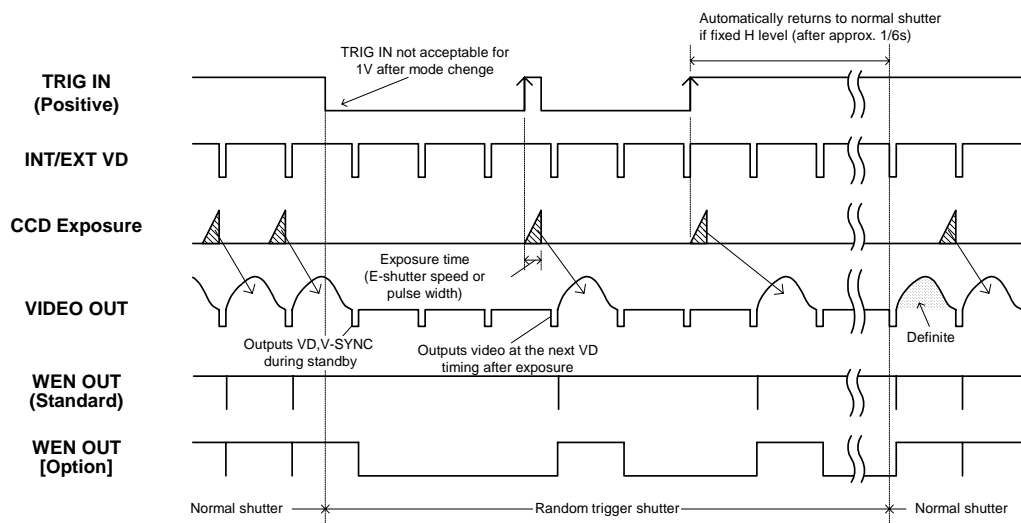 Automatically returns to normal shutter
if fixed H level (after approx. 1/6s)
TRIG IN not acceptable for
1V after mode chenge
TRIG IN
(Positive)
INT/EXT VD
CCD Exposure
Exposure time
(E-shutter speed or
pulse width)
VIDEO OUT
Outputs VD,V-SYNC
during standby
Outputs video at the next VD
timing after exposure
Definite
WEN OUT
(Standard)
WEN OUT
[Option]
Normal shutter
Random trigger shutter
Normal shutter